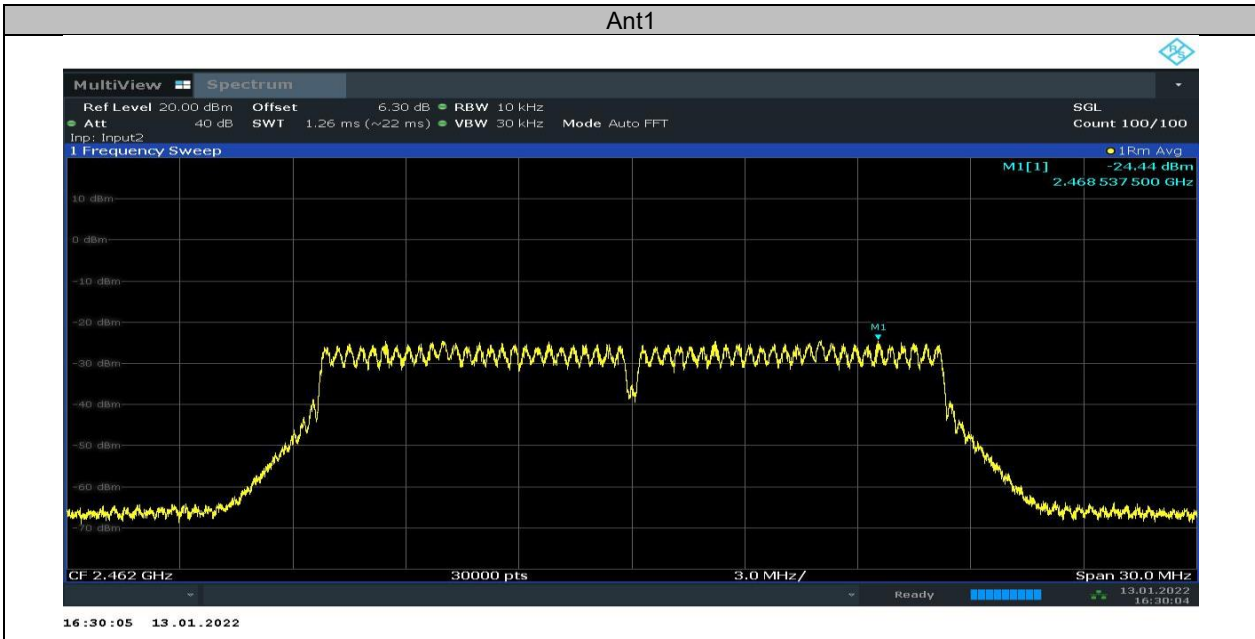 Ant1
R&S
MultiView Spectrum
Ref Level 20.00 dBm Offset 6.30 dB RBW 10 kHz SGL
Att 40 dB SWT 1.26 ms (~22 ms) VBW 30 kHz Mode Auto FFT Count 100/100
Inp: Input2
1 Frequency Sweep 1Rm Avg
M1[1] -24.44 dBm
2.468 537 500 GHz
10 dBm
0 dBm
-10 dBm
-20 dBm
M1
-30 dBm
-40 dBm
-50 dBm
-60 dBm
-70 dBm
CF 2.462 GHz 30000 pts 3.0 MHz/ Span 30.0 MHz
Ready 13.01.2022
16:30:04
16:30:05 13.01.2022